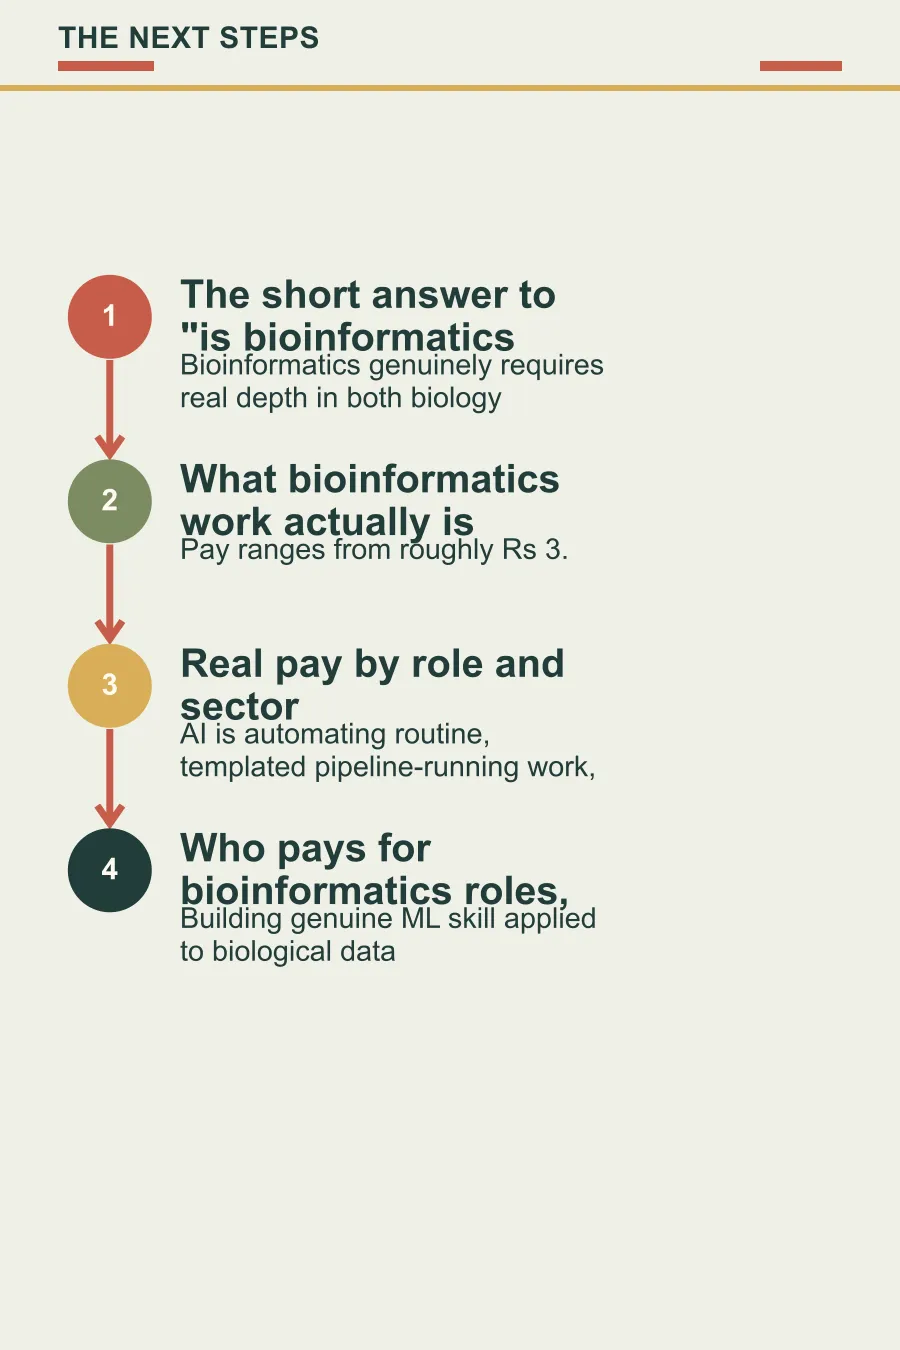 THE NEXT STEPS
1
The short answer to
"is bioinformatics
Bioinformatics genuinely requires
real depth in both biology
2
What bioinformatics
work actually is
Pay ranges from roughly Rs 3.
3
Real pay by role and
sector
AI is automating routine,
templated pipeline-running work,
4
Who pays for
bioinformatics roles,
Building genuine ML skill applied
to biological data